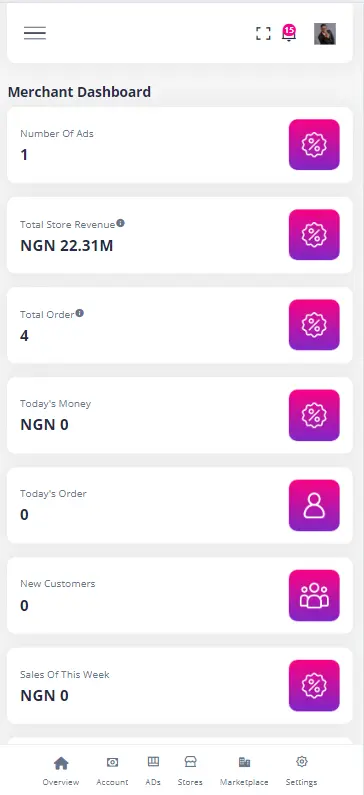 15
Merchant Dashboard
Number Of Ads
1
Total Store Revenue
NGN 22.31M
Total Order
4
Today's Money
NGN 0
Today's Order
0
New Customers
0
Sales Of This Week
NGN 0
Overview Account ADs Stores Marketplace Settings